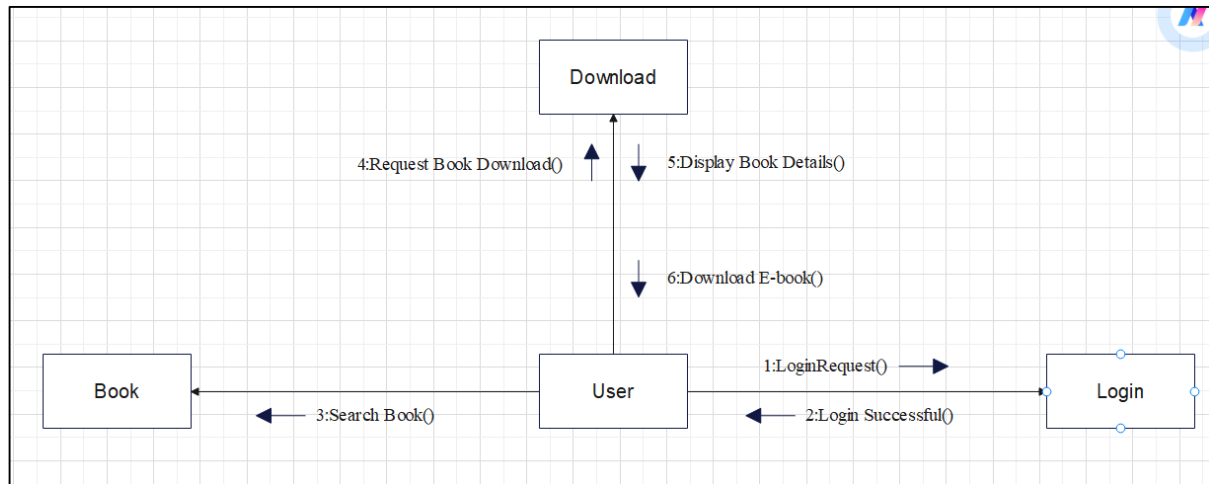 Download
4:Request Book Download()
5:Display Book Details()
6:Download E-book()
1:LoginRequest()
Book
User
Login
3:Search Book()
2:Login Successful()